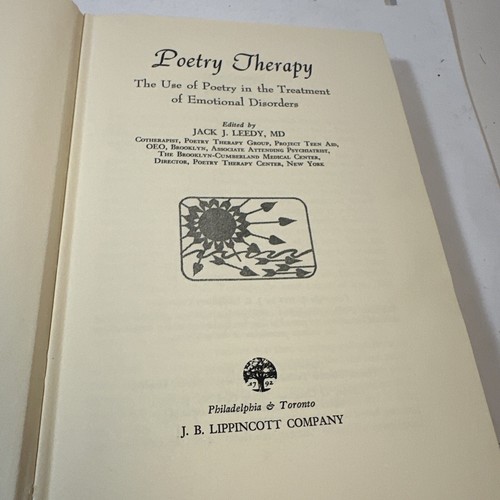 Poetry Therapy
The Use of Poetry in the Treatment
of Emotional Disorders
Edited by
JACK J. LEEDY, MD
Cotherapist, Poetry Therapy Group, Project Teen Aid,
OEO, Brooklyn, Associate Attending Psychiatrist,
The Brooklyn-Cumberland Medical Center,
Director, Poetry Therapy Center, New York
1792
Philadelphia & Toronto
J. B. LIPPINCOTT COMPANY